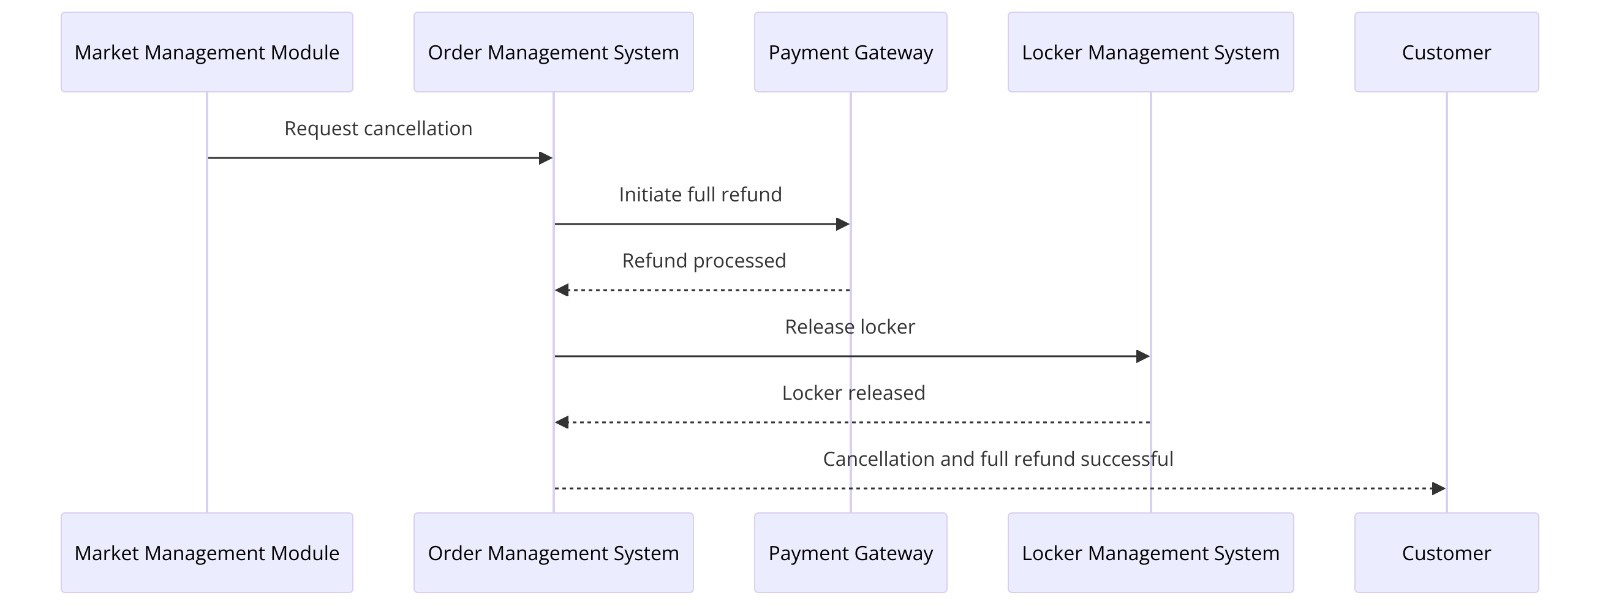 Market Management Module
Order Management System
Payment Gateway
Locker Management System
Customer
Request cancellation
Initiate full refund
Refund processed
Release locker
Locker released
Cancellation and full refund successful
Market Management Module
Order Management System
Payment Gateway
Locker Management System
Customer